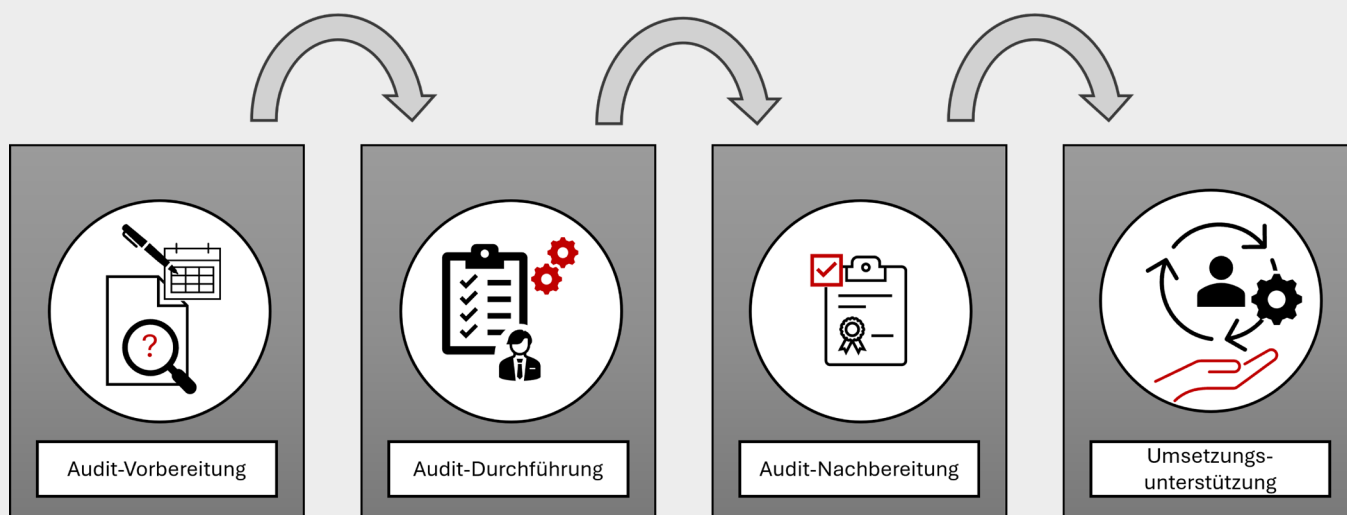 ?
Audit-Vorbereitung
Audit-Durchführung
Audit-Nachbereitung
Umsetzungs-
unterstützung